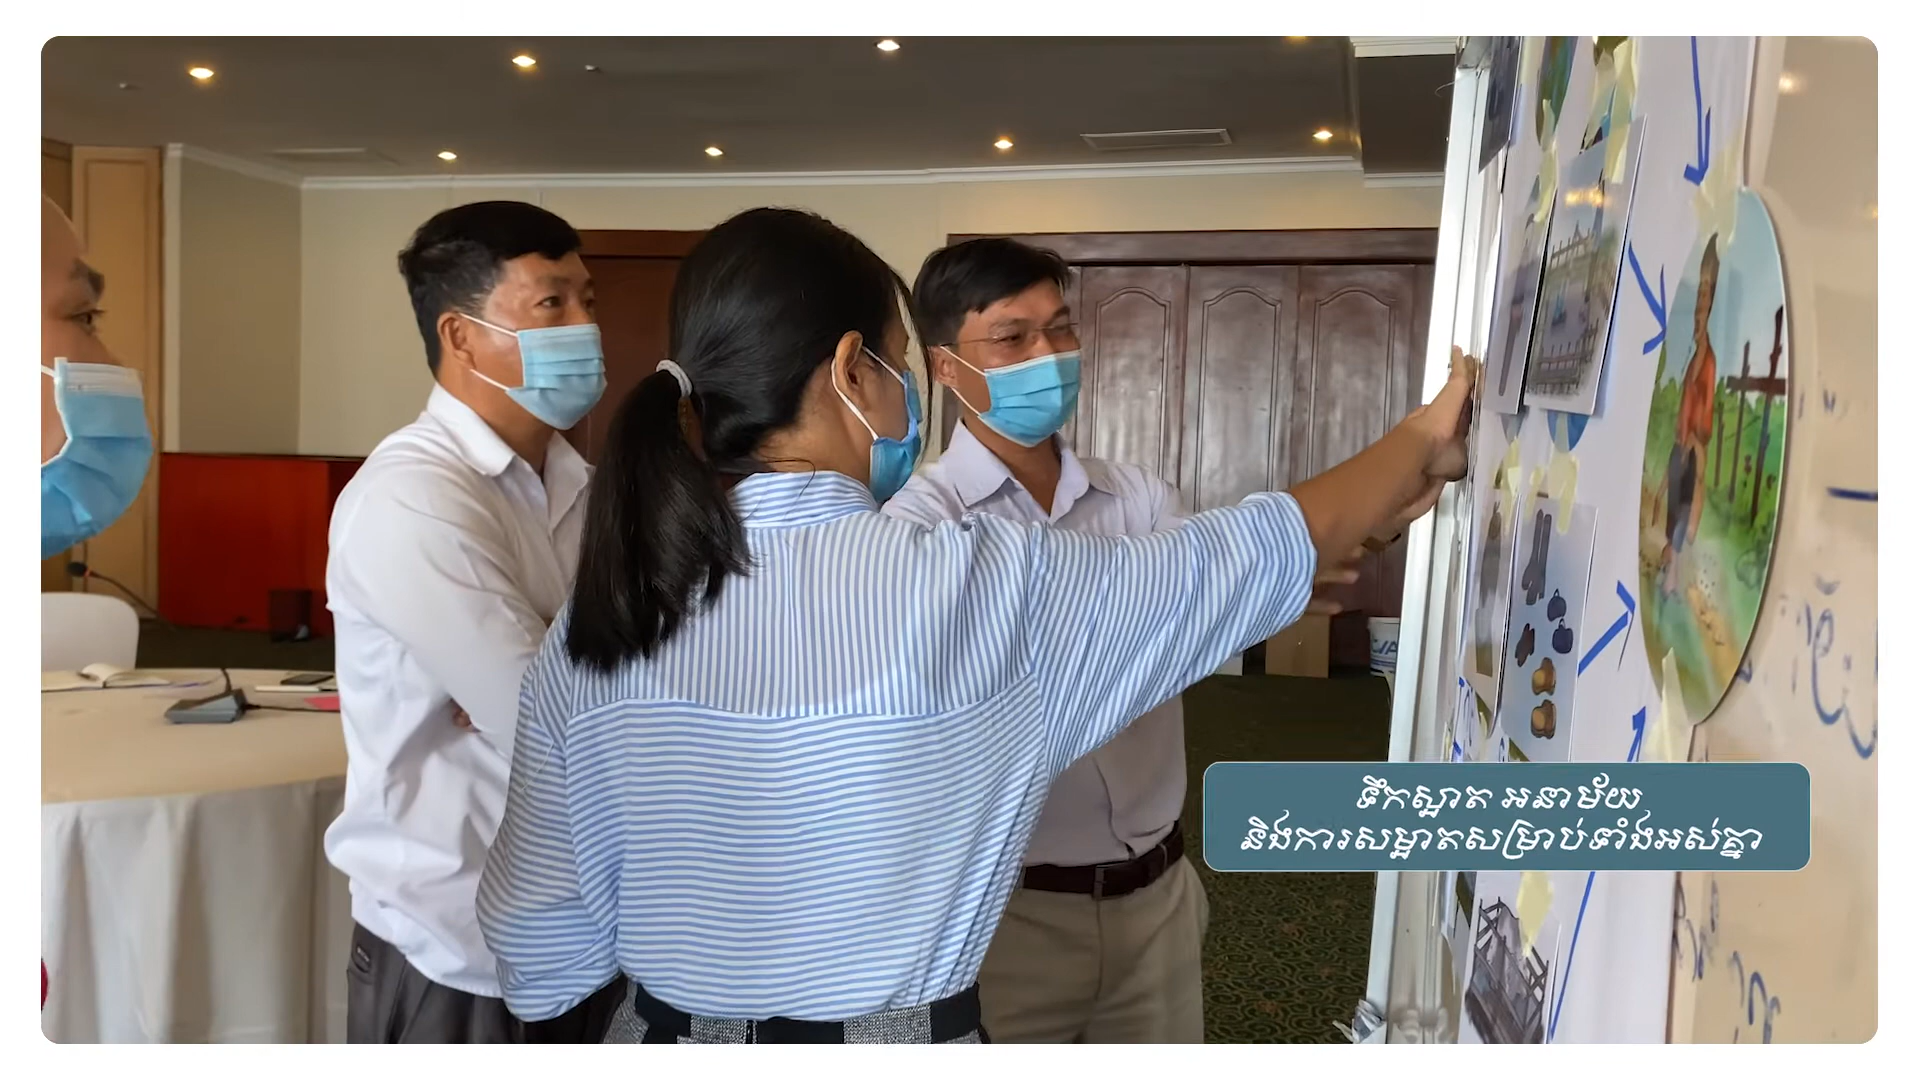 ទឹកស្អាត អនាម័យ
និងការសម្អាតសម្រាប់ទាំងអស់គ្នា